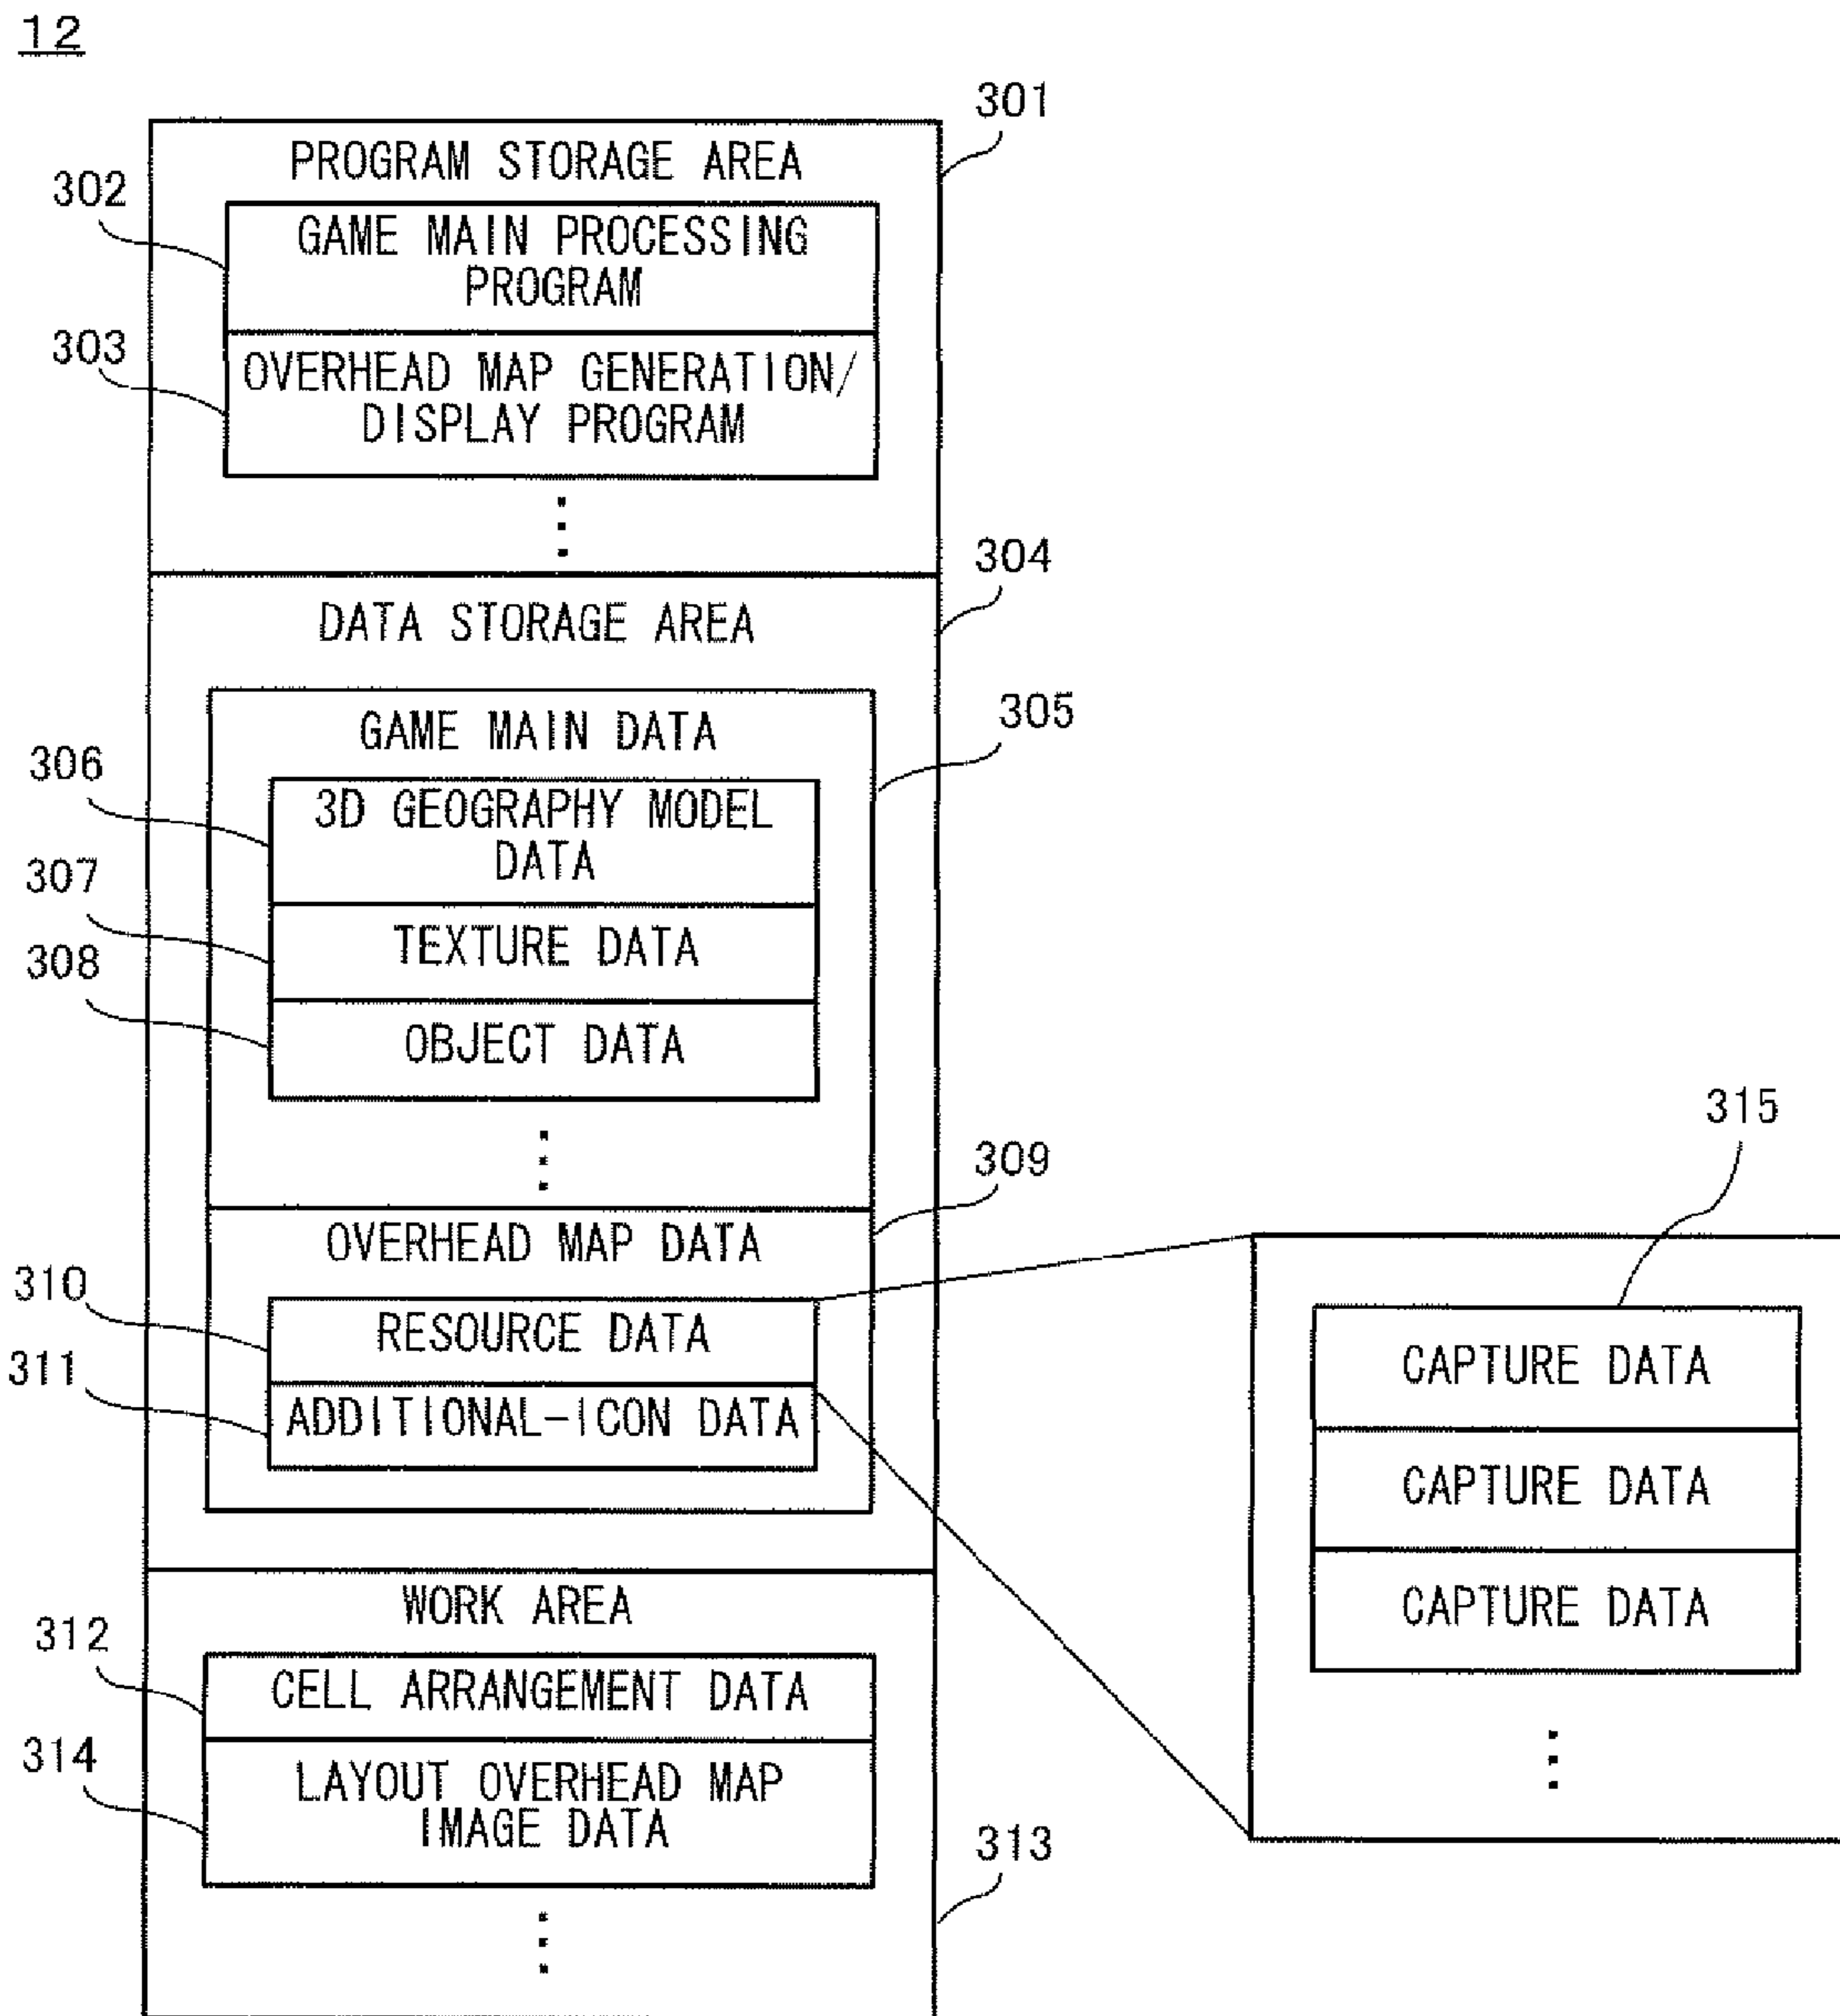 12
301
PROGRAM STORAGE AREA
302
GAME MAIN PROCESSING
PROGRAM
303
OVERHEAD MAP GENERATION/
DISPLAY PROGRAM
304
DATA STORAGE AREA
305
GAME MAIN DATA
306
3D GEOGRAPHY MODEL
DATA
307
TEXTURE DATA
308
OBJECT DATA
309
OVERHEAD MAP DATA
310
RESOURCE DATA
311
ADDITIONAL-ICON DATA
315
CAPTURE DATA
CAPTURE DATA
CAPTURE DATA
WORK AREA
312
CELL ARRANGEMENT DATA
314
LAYOUT OVERHEAD MAP
IMAGE DATA
313